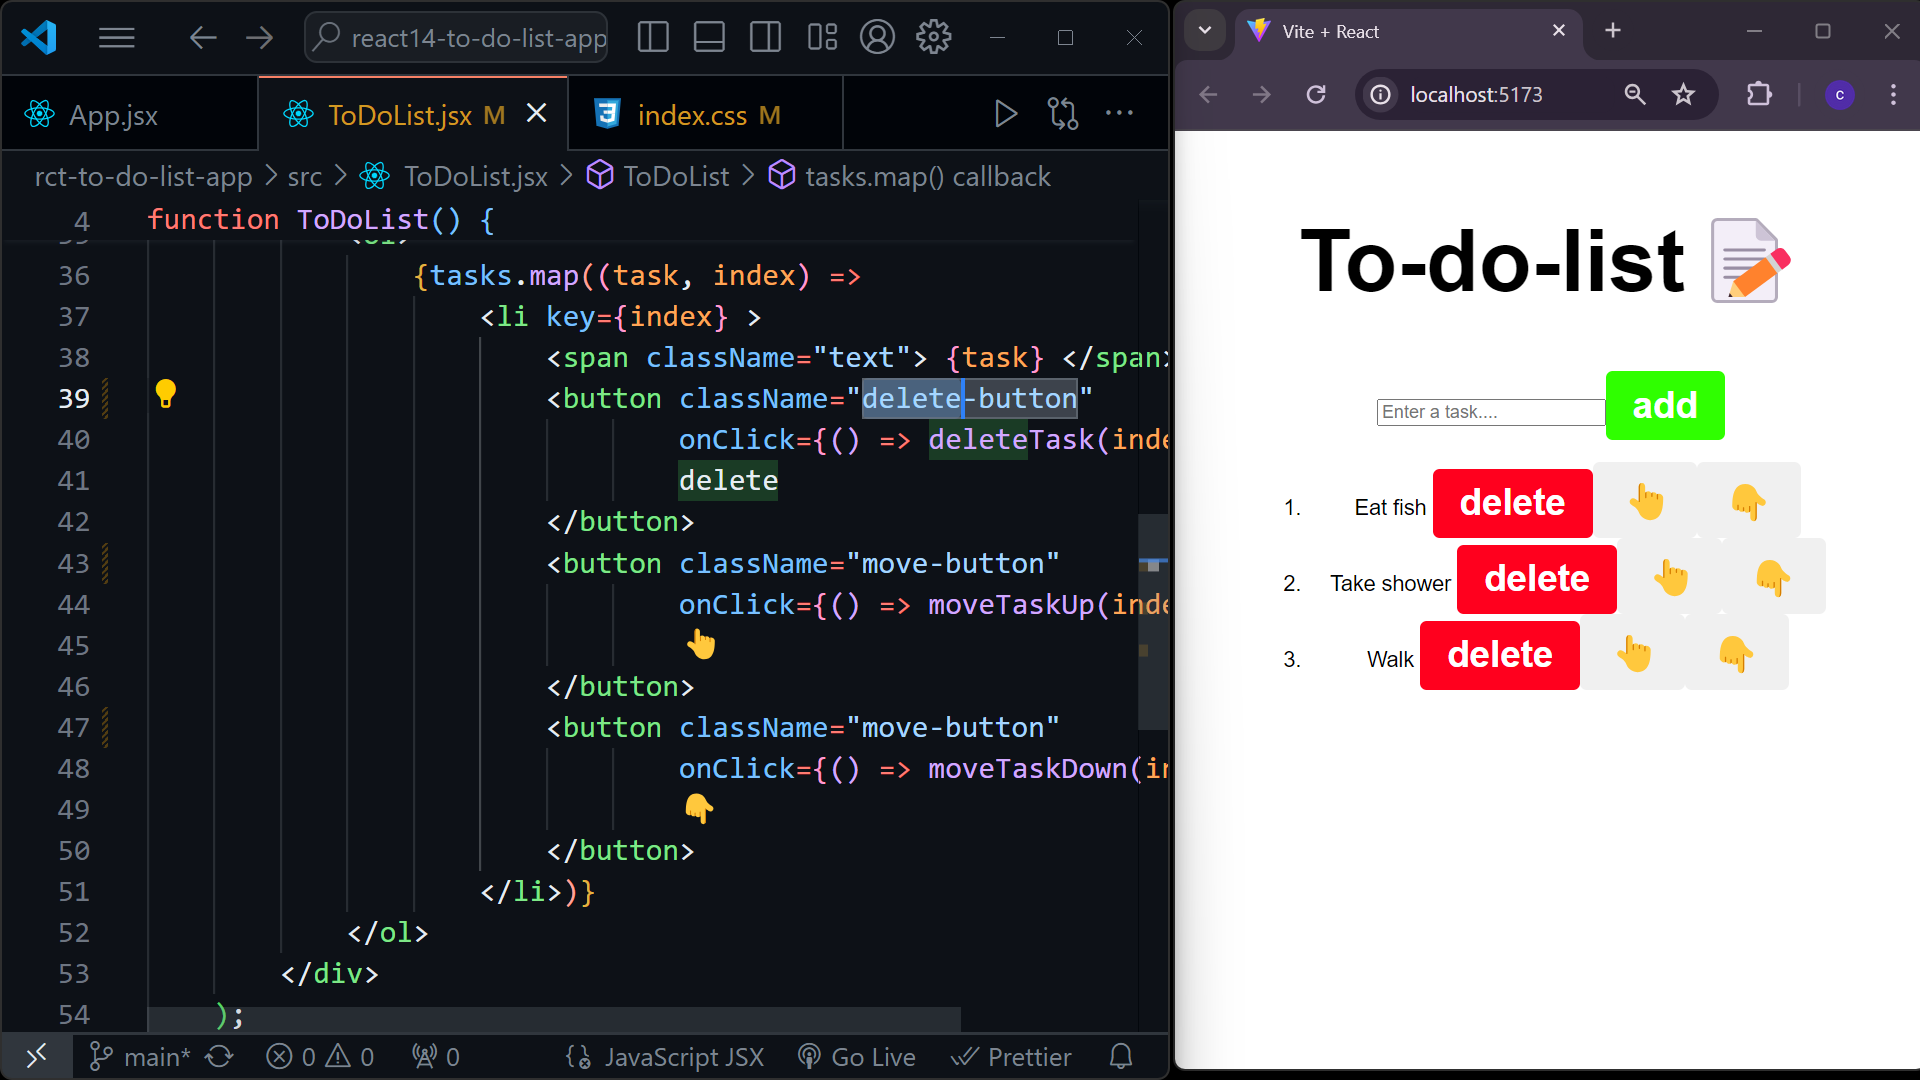 react14-to-do-list-app
App.jsx
ToDoList.jsx M
index.css M
rct-to-do-list-app > src > ToDoList.jsx > ToDoList > tasks.map() callback
4 function ToDoList() {
36 {tasks.map((task, index) =>
37 <li key={index} >
38 <span className="text"> {task} </span>
39 <button className="delete-button"
40 onClick={() => deleteTask(inde
41 delete
42 </button>
43 <button className="move-button"
44 onClick={() => moveTaskUp(inde
45 👆
46 </button>
47 <button className="move-button"
48 onClick={() => moveTaskDown(in
49 👇
50 </button>
51 </li>)}
52 </ol>
53 </div>
54 );
main* 0 0 0 JavaScript JSX Go Live Prettier
Vite + React
localhost:5173
c
To-do-list 📝
Enter a task.... add
1. Eat fish delete 👆 👇
2. Take shower delete 👆 👇
3. Walk delete 👆 👇